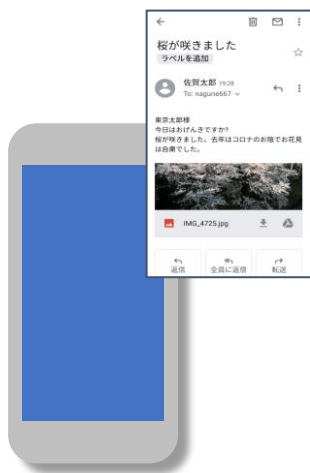 桜が咲きました
ラベルを追加
佐賀太郎 19:28
To: nagune667
東京太郎様
今日はおげんきですか?
桜が咲きました。去年はコロナのお陰でお花見
は自粛でした。
IMG_4725.jpg
返信 全員に返信 転送